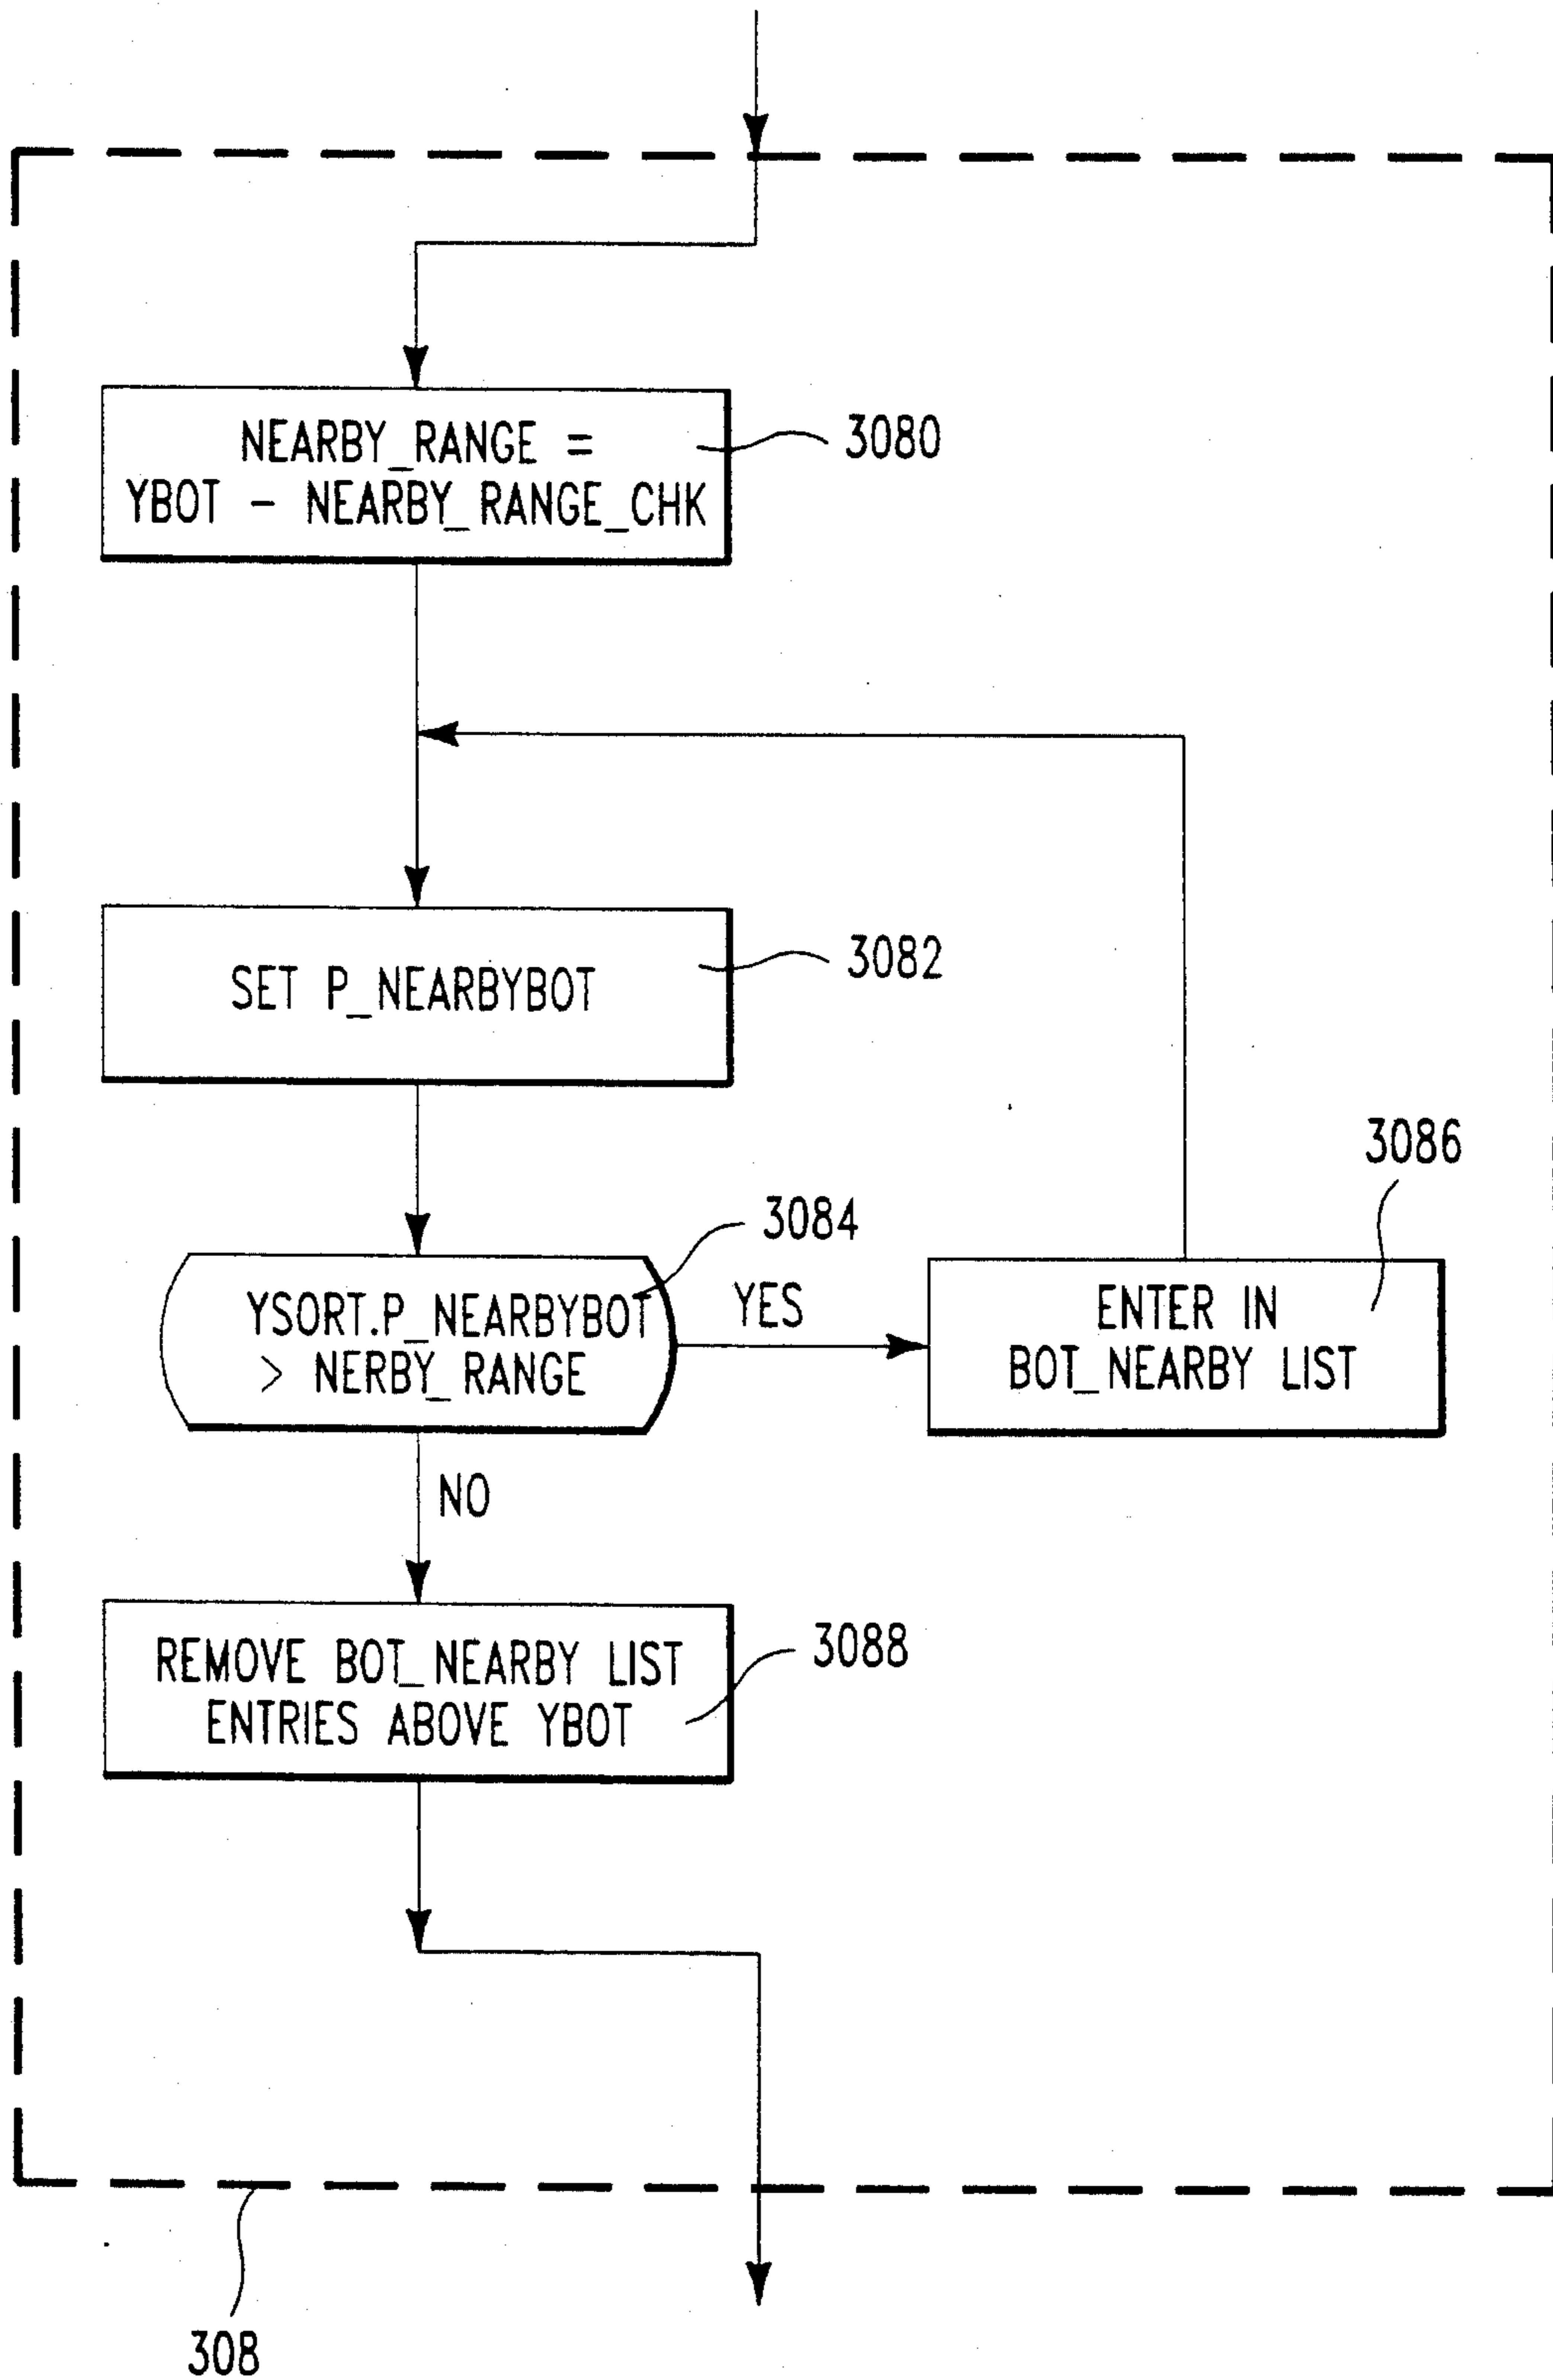 NEARBY_RANGE =
YBOT - NEARBY_RANGE_CHK
3080
SET P_NEARBYBOT
3082
3084
YSORT.P_NEARBYBOT
> NERBY_RANGE
YES
3086
ENTER IN
BOT_NEARBY LIST
NO
REMOVE BOT_NEARBY LIST
ENTRIES ABOVE YBOT
3088
308